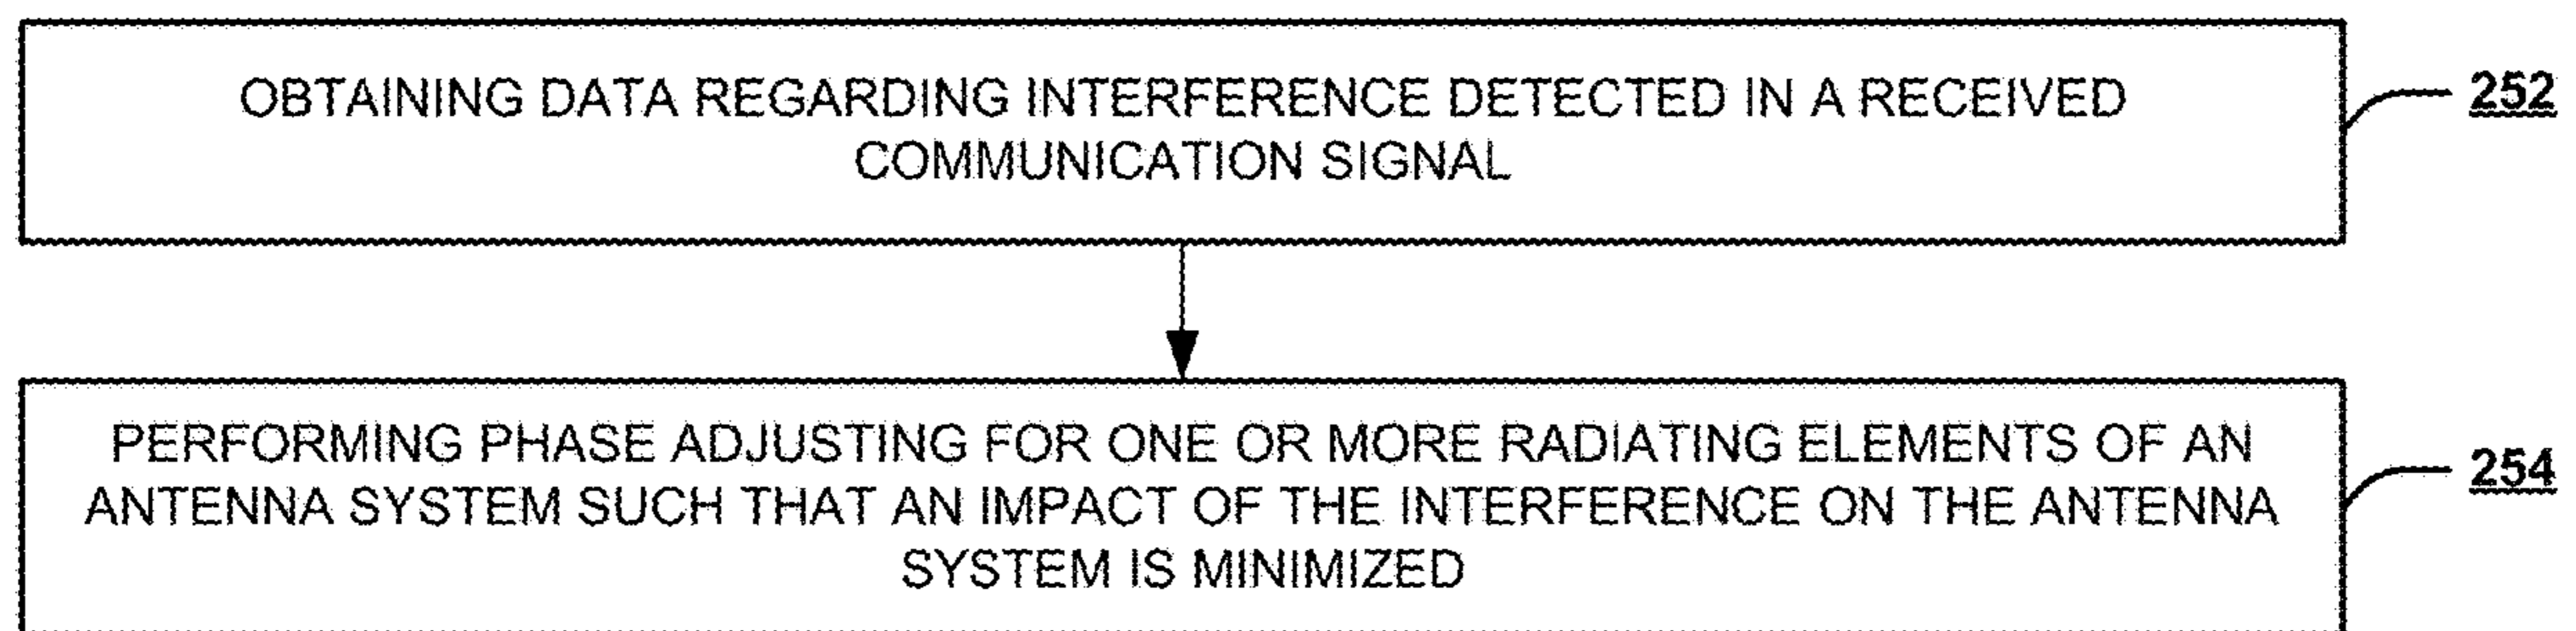 OBTAINING DATA REGARDING INTERFERENCE DETECTED IN A RECEIVED
COMMUNICATION SIGNAL
252
PERFORMING PHASE ADJUSTING FOR ONE OR MORE RADIATING ELEMENTS OF AN
ANTENNA SYSTEM SUCH THAT AN IMPACT OF THE INTERFERENCE ON THE ANTENNA
SYSTEM IS MINIMIZED
254